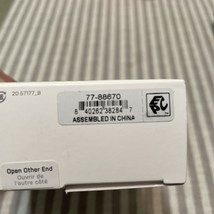 20-57177_B
77-88670
8 40262 38284 7
ASSEMBLED IN CHINA
Open Other End
Ouvrir de
l'autre côté